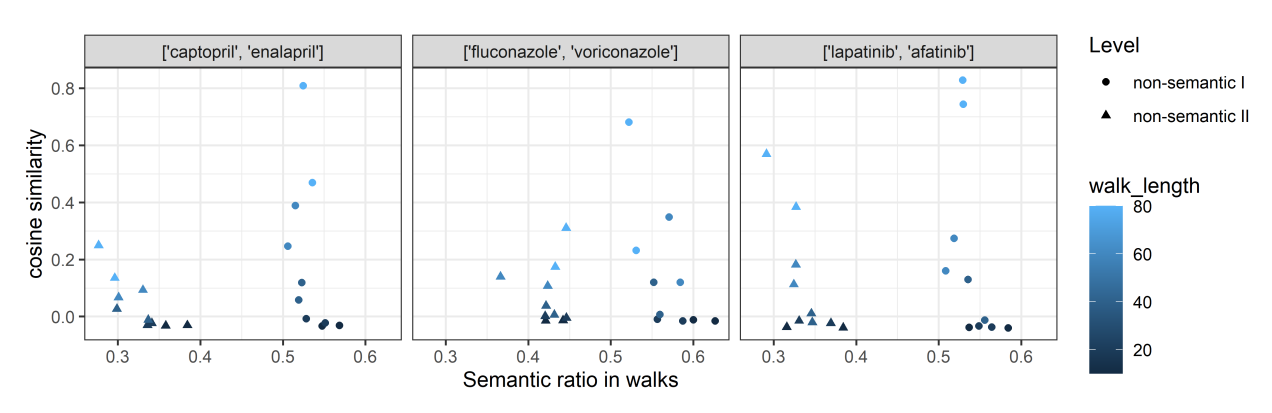 ['captopril', 'enalapril']
['fluconazole', 'voriconazole']
['lapatinib', 'afatinib']
cosine similarity
0.8
0.6
0.4
0.2
0.0
0.3 0.4 0.5 0.6
0.3 0.4 0.5 0.6
0.3 0.4 0.5 0.6
Semantic ratio in walks
Level
non-semantic I
non-semantic II
walk_length
80
60
40
20